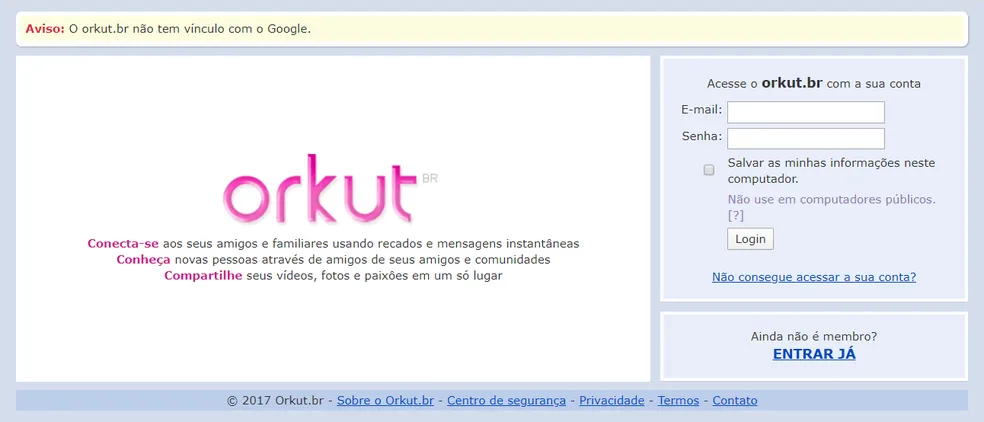 Aviso: O orkut.br não tem vínculo com o Google.
orkut BR
Conecta-se aos seus amigos e familiares usando recados e mensagens instantâneas
Conheça novas pessoas através de amigos de seus amigos e comunidades
Compartilhe seus vídeos, fotos e paixões em um só lugar
Acesse o orkut.br com a sua conta
E-mail:
Senha:
Salvar as minhas informações neste
computador.
Não use em computadores públicos.
[?]
Login
Não consegue acessar a sua conta?
Ainda não é membro?
ENTRAR JÁ
© 2017 Orkut.br - Sobre o Orkut.br - Centro de segurança - Privacidade - Termos - Contato